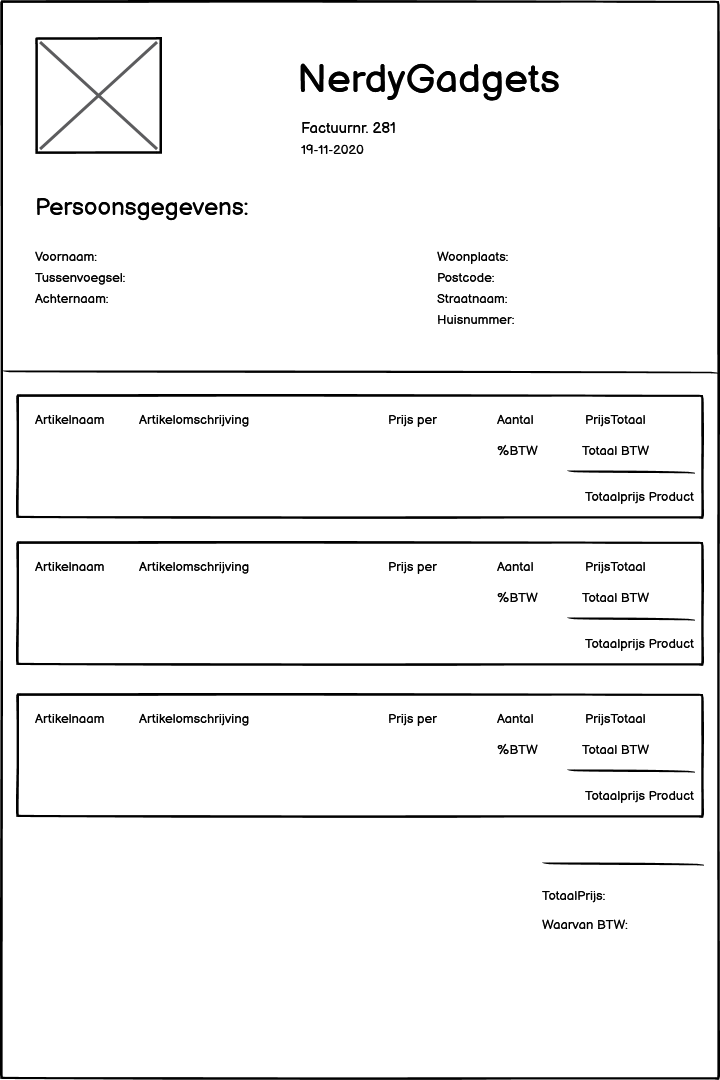 NerdyGadgets
Factuurnr. 281
19-11-2020
Persoonsgegevens:
Voornaam:
Tussenvoegsel:
Achternaam:
Woonplaats:
Postcode:
Straatnaam:
Huisnummer:
Artikelnaam Artikelomschrijving Prijs per Aantal PrijsTotaal
%BTW Totaal BTW
Totaalprijs Product
Artikelnaam Artikelomschrijving Prijs per Aantal PrijsTotaal
%BTW Totaal BTW
Totaalprijs Product
Artikelnaam Artikelomschrijving Prijs per Aantal PrijsTotaal
%BTW Totaal BTW
Totaalprijs Product
TotaalPrijs:
Waarvan BTW: